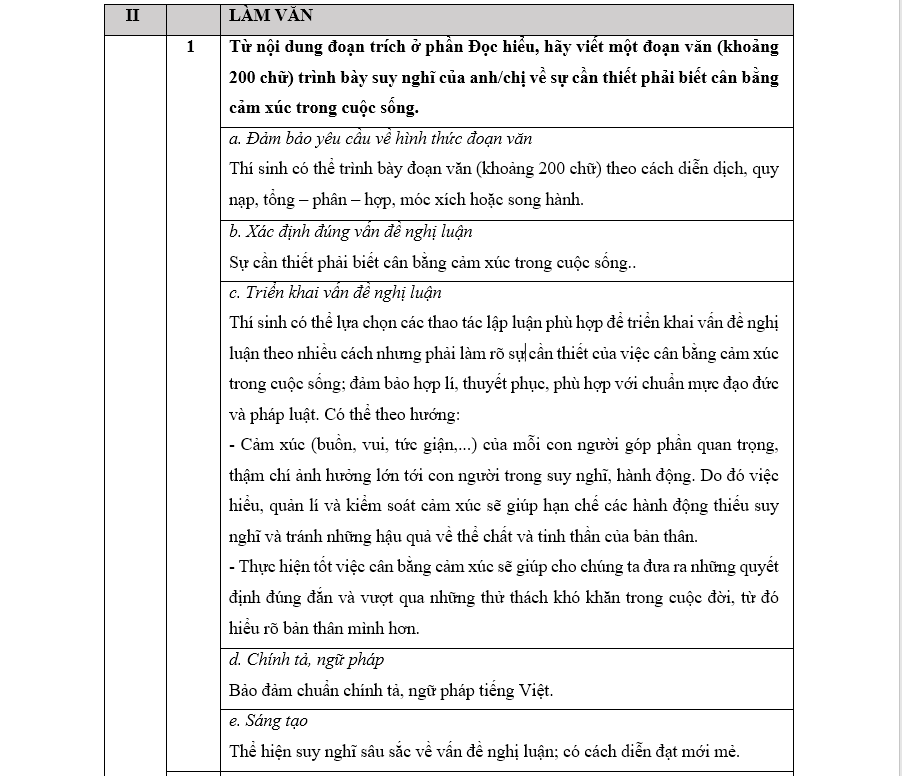 II LÀM VĂN
1 Từ nội dung đoạn trích ở phần Đọc hiểu, hãy viết một đoạn văn (khoảng
200 chữ) trình bày suy nghĩ của anh/chị về sự cần thiết phải biết cân bằng
cảm xúc trong cuộc sống.
a. Đảm bảo yêu cầu về hình thức đoạn văn
Thí sinh có thể trình bày đoạn văn (khoảng 200 chữ) theo cách diễn dịch, quy
nạp, tổng – phân – hợp, móc xích hoặc song hành.
b. Xác định đúng vấn đề nghị luận
Sự cần thiết phải biết cân bằng cảm xúc trong cuộc sống..
c. Triển khai vấn đề nghị luận
Thí sinh có thể lựa chọn các thao tác lập luận phù hợp để triển khai vấn đề nghị
luận theo nhiều cách nhưng phải làm rõ sự cần thiết của việc cân bằng cảm xúc
trong cuộc sống; đảm bảo hợp lí, thuyết phục, phù hợp với chuẩn mực đạo đức
và pháp luật. Có thể theo hướng:
- Cảm xúc (buồn, vui, tức giận,...) của mỗi con người góp phần quan trọng,
thậm chí ảnh hưởng lớn tới con người trong suy nghĩ, hành động. Do đó việc
hiểu, quản lí và kiểm soát cảm xúc sẽ giúp hạn chế các hành động thiếu suy
nghĩ và tránh những hậu quả về thể chất và tinh thần của bản thân.
- Thực hiện tốt việc cân bằng cảm xúc sẽ giúp cho chúng ta đưa ra những quyết
định đúng đắn và vượt qua những thử thách khó khăn trong cuộc đời, từ đó
hiểu rõ bản thân mình hơn.
d. Chính tả, ngữ pháp
Bảo đảm chuẩn chính tả, ngữ pháp tiếng Việt.
e. Sáng tạo
Thể hiện suy nghĩ sâu sắc về vấn đề nghị luận; có cách diễn đạt mới mẻ.